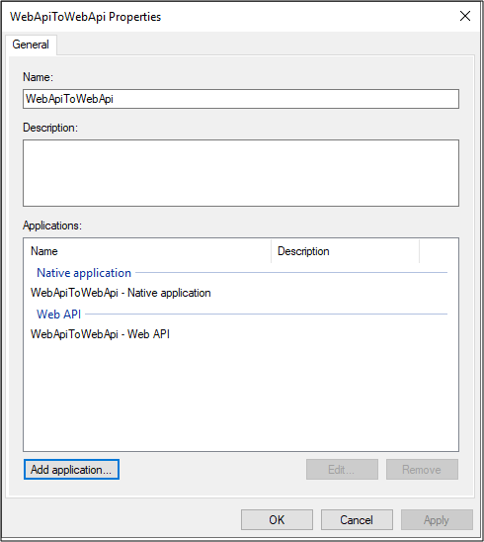 WebApiToWebApi Properties
General
Name:
WebApiToWebApi
Description:
Applications:
Name Description
Native application
WebApiToWebApi - Native application
Web API
WebApiToWebApi - Web API
Add application... Edit... Remove
OK Cancel Apply